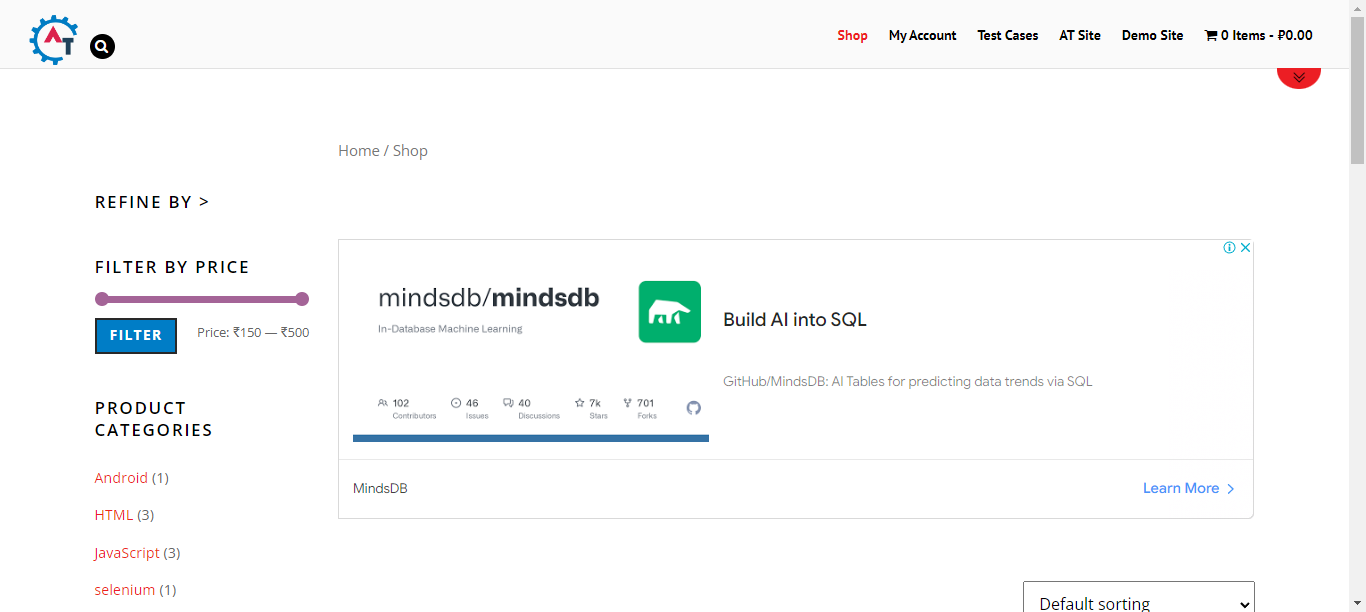 AT
Shop My Account Test Cases AT Site Demo Site 0 Items - ₽0.00
Home / Shop
REFINE BY >
FILTER BY PRICE
FILTER Price: ₹150 — ₹500
PRODUCT
CATEGORIES
Android (1)
HTML (3)
JavaScript (3)
selenium (1)
mindsdb/mindsdb
In-Database Machine Learning
102 46 40 7k 701
Contributors Issues Discussions Stars Forks
Build AI into SQL
GitHub/MindsDB: AI Tables for predicting data trends via SQL
MindsDB Learn More
Default sorting